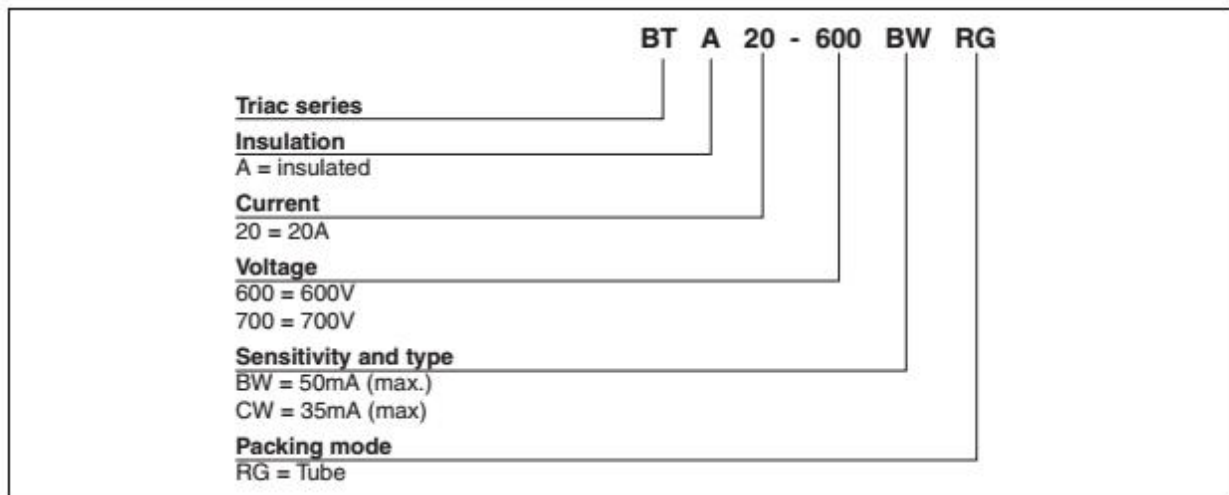 BT A 20 - 600 BW RG
Triac series
Insulation
A = insulated
Current
20 = 20A
Voltage
600 = 600V
700 = 700V
Sensitivity and type
BW = 50mA (max.)
CW = 35mA (max)
Packing mode
RG = Tube